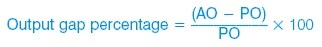 Output gap percentage = (AO − PO) / PO × 100